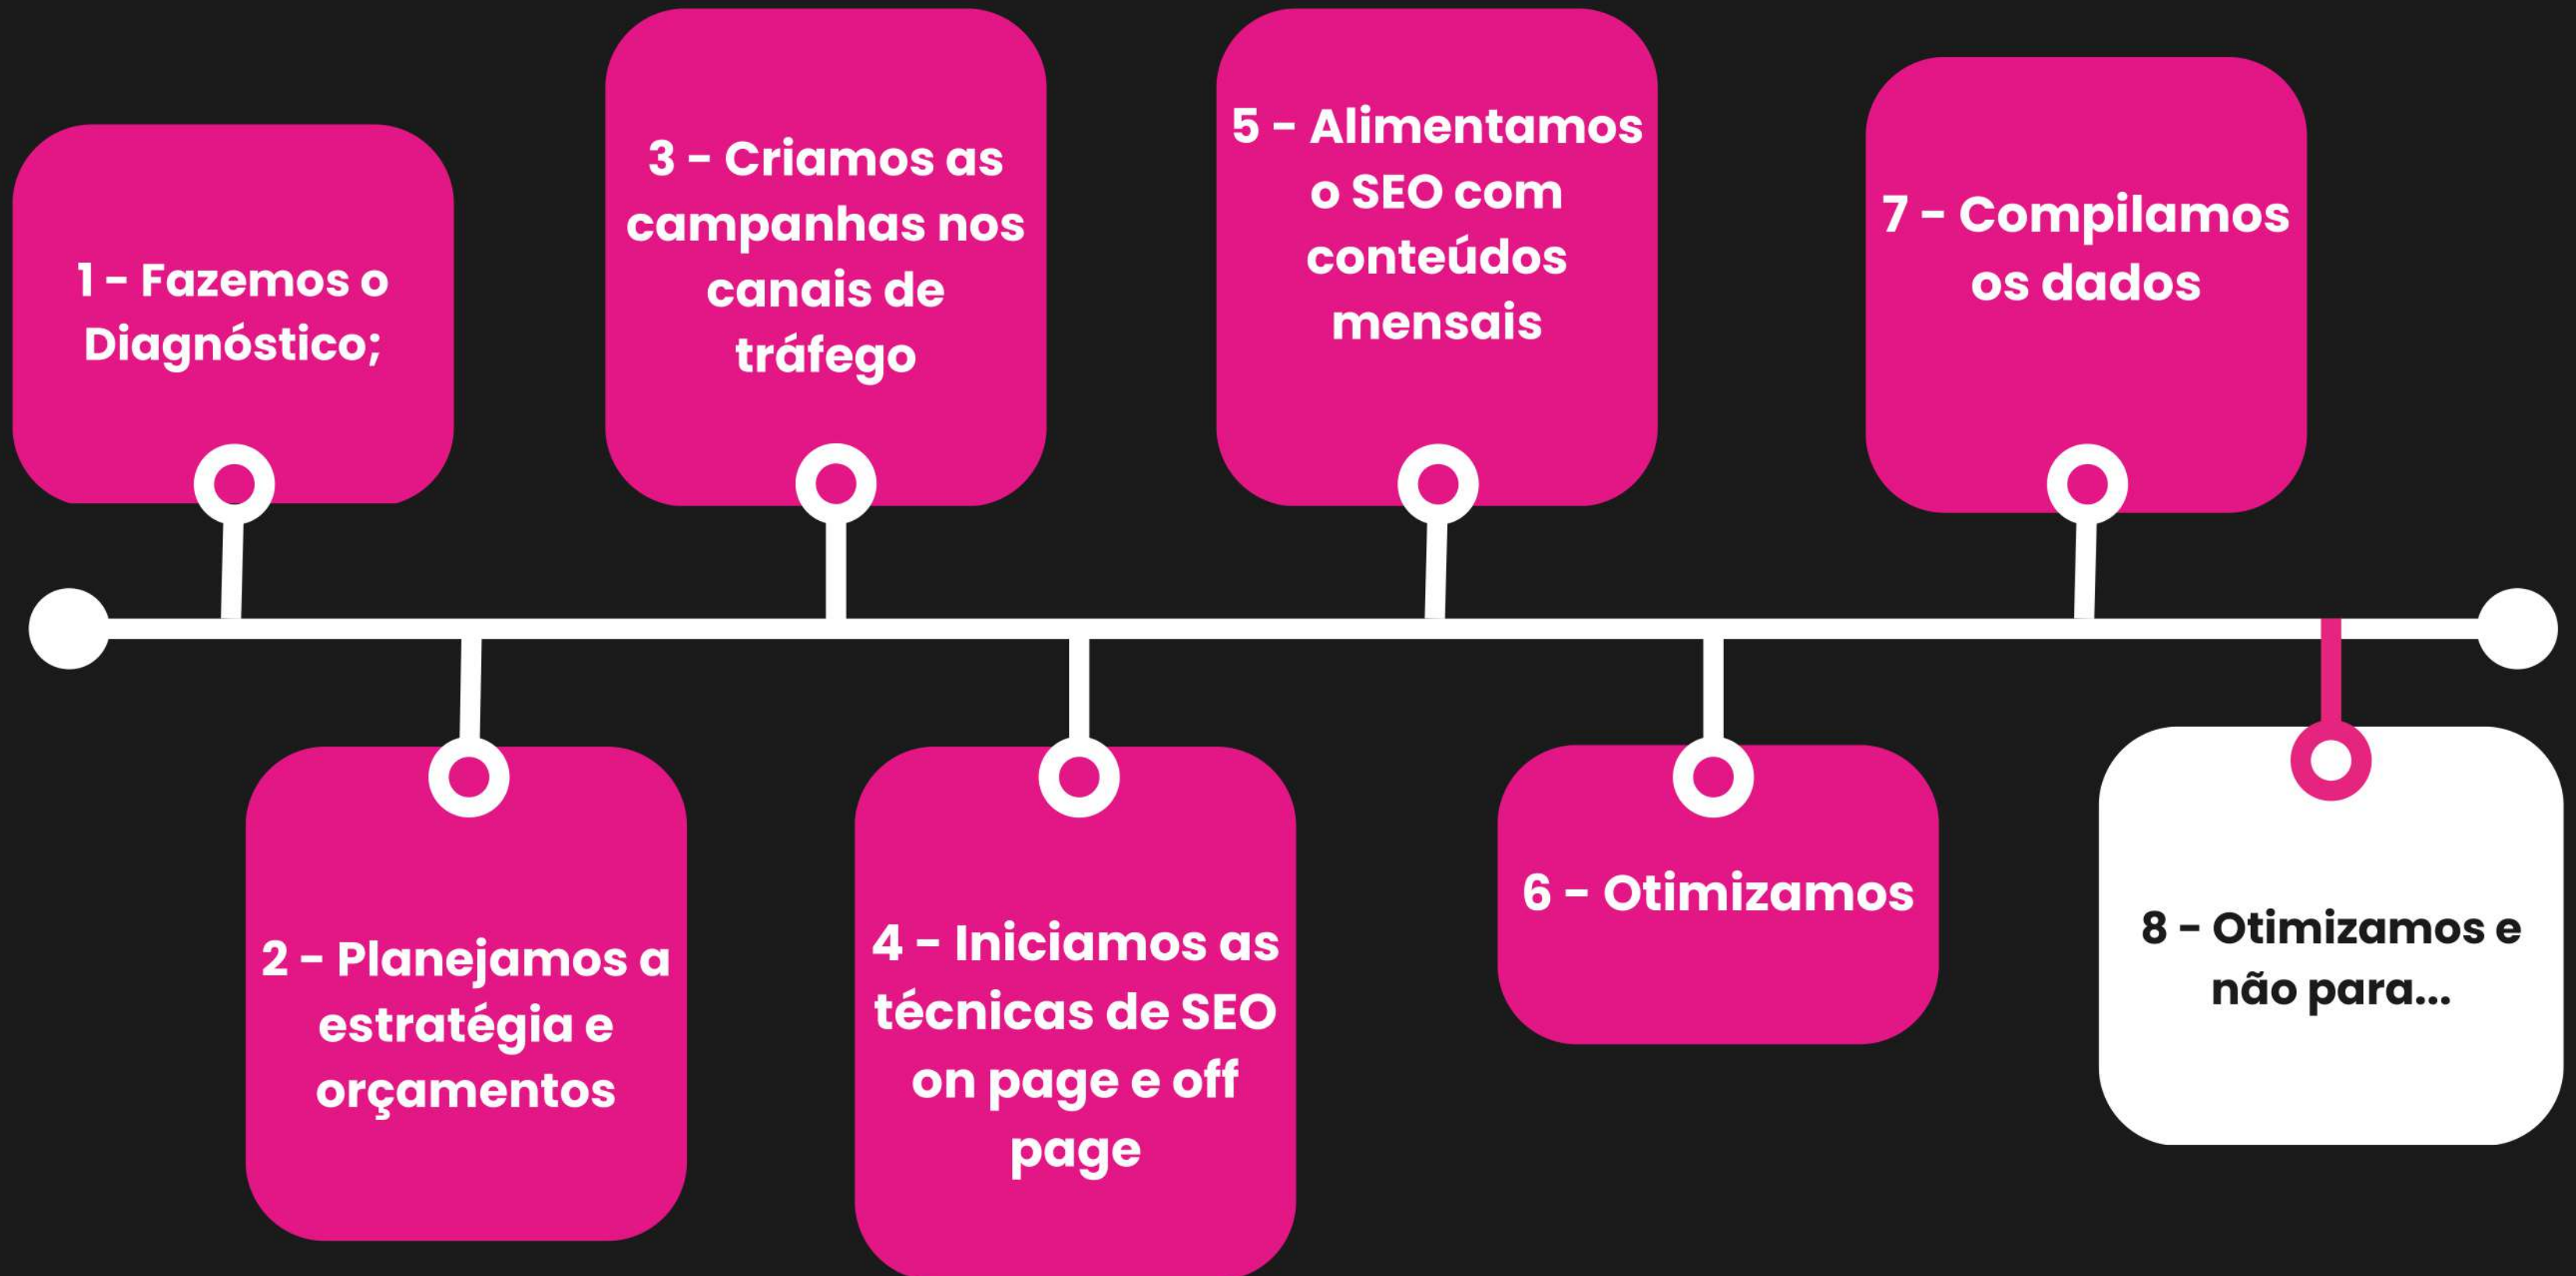 1 - Fazemos o
Diagnóstico;
2 - Planejamos a
estratégia e
orçamentos
3 - Criamos as
campanhas nos
canais de
tráfego
4 - Iniciamos as
técnicas de SEO
on page e off
page
5 - Alimentamos
o SEO com
conteúdos
mensais
6 - Otimizamos
7 - Compilamos
os dados
8 - Otimizamos e
não para...